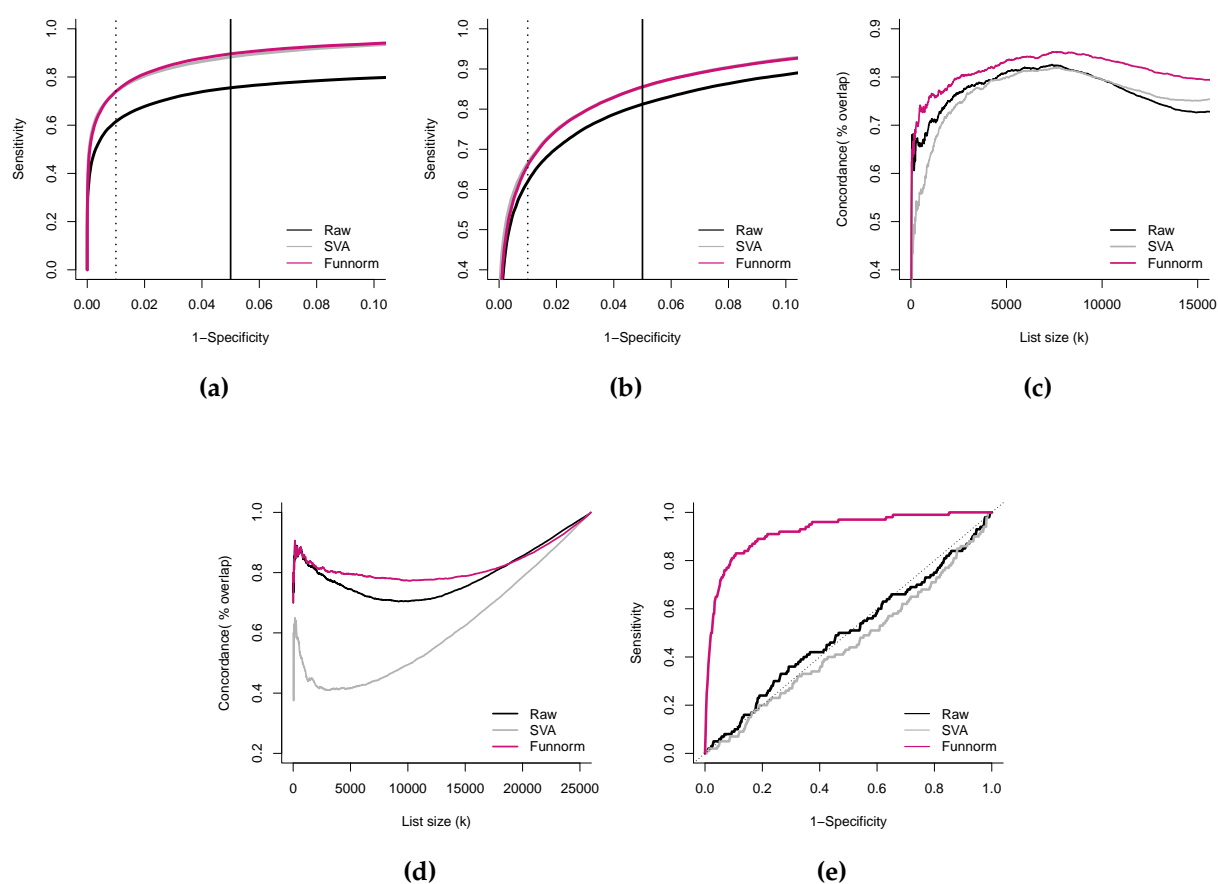 Sensitivity
0.0 0.2 0.4 0.6 0.8 1.0
0.00 0.02 0.04 0.06 0.08 0.10
1−Specificity
Raw
SVA
Funnorm
(a)
Sensitivity
0.4 0.5 0.6 0.7 0.8 0.9 1.0
0.00 0.02 0.04 0.06 0.08 0.10
1−Specificity
Raw
SVA
Funnorm
(b)
Concordance( % overlap)
0.4 0.5 0.6 0.7 0.8 0.9
0 5000 10000 15000
List size (k)
Raw
SVA
Funnorm
(c)
Concordance( % overlap)
0.2 0.4 0.6 0.8 1.0
0 5000 10000 15000 20000 25000
List size (k)
Raw
SVA
Funnorm
(d)
Sensitivity
0.0 0.2 0.4 0.6 0.8 1.0
0.0 0.2 0.4 0.6 0.8 1.0
1−Specificity
Raw
SVA
Funnorm
(e)